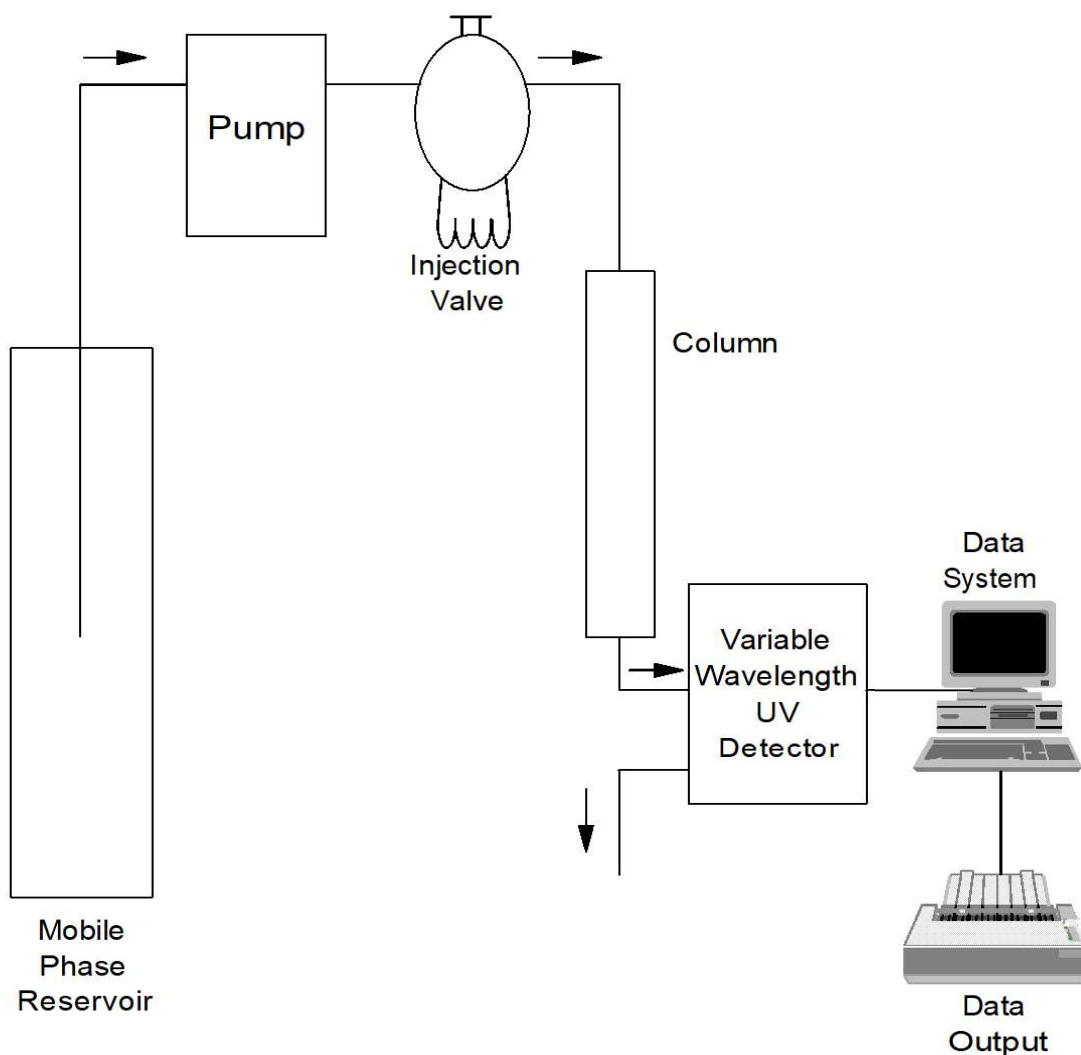 Pump
Injection
Valve
Column
Data
System
Variable
Wavelength
UV
Detector
Mobile
Phase
Reservoir
Data
Output